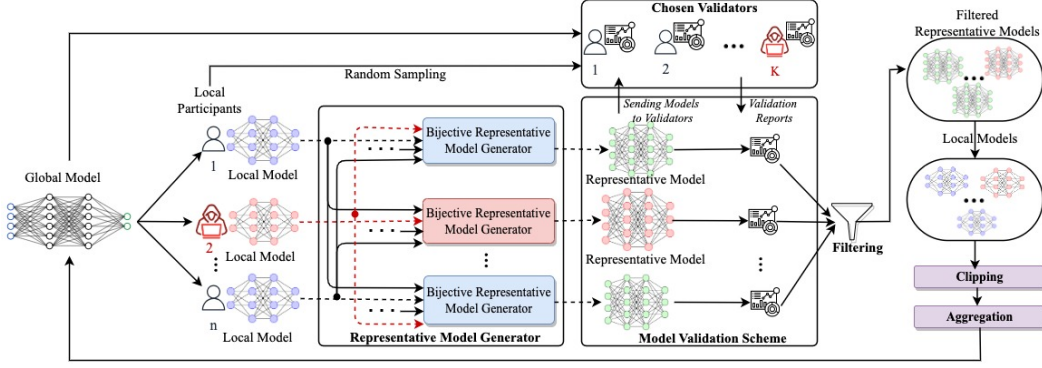 Chosen Validators
1
2
K
Random Sampling
Filtered
Representative Models
Local
Participants
Sending Models
to Validators
Validation
Reports
Global Model
1
Local Model
2
Local Model
n
Local Model
Bijective Representative
Model Generator
Bijective Representative
Model Generator
Bijective Representative
Model Generator
Representative Model Generator
Representative Model
Representative Model
Model Validation Scheme
Filtering
Local Models
Clipping
Aggregation